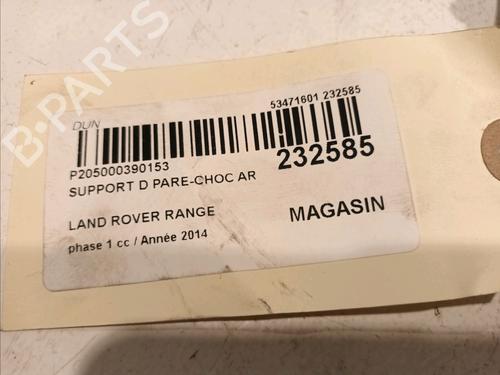 B-PARTS
DUN
53471601 232585
P205000390153
232585
SUPPORT D PARE-CHOC AR
LAND ROVER RANGE
MAGASIN
phase 1 cc / Année 2014